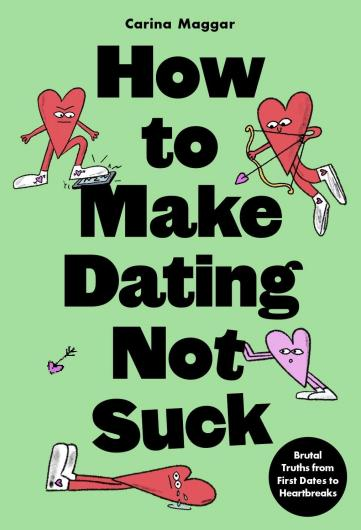 Carina Maggar
How
to
Make
Dating
Not
Suck
Brutal
Truths from
First Dates to
Heartbreaks